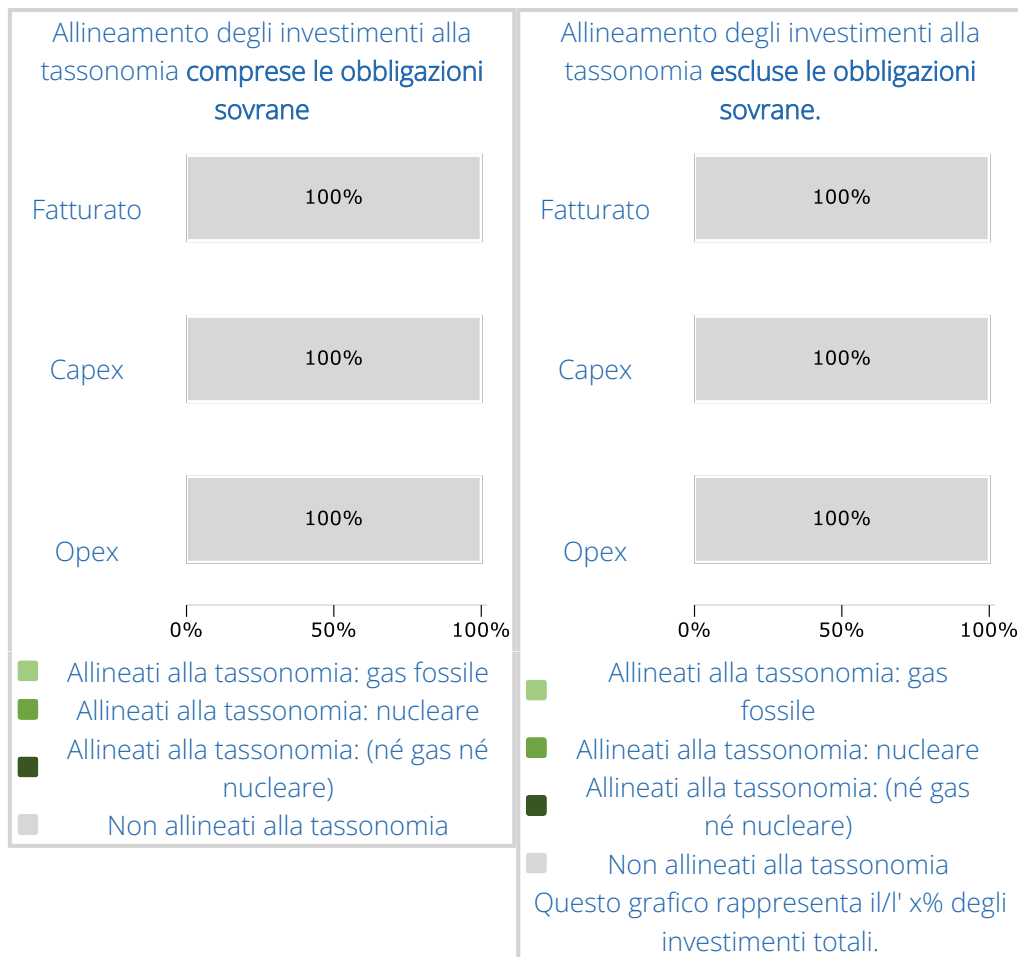 Allineamento degli investimenti alla
tassonomia comprese le obbligazioni
sovrane
Fatturato
100%
Capex
100%
Opex
100%
0% 50% 100%
Allineati alla tassonomia: gas fossile
Allineati alla tassonomia: nucleare
Allineati alla tassonomia: (né gas né
nucleare)
Non allineati alla tassonomia
Allineamento degli investimenti alla
tassonomia escluse le obbligazioni
sovrane.
Fatturato
100%
Capex
100%
Opex
100%
0% 50% 100%
Allineati alla tassonomia: gas
fossile
Allineati alla tassonomia: nucleare
Allineati alla tassonomia: (né gas
né nucleare)
Non allineati alla tassonomia
Questo grafico rappresenta il/l' x% degli
investimenti totali.